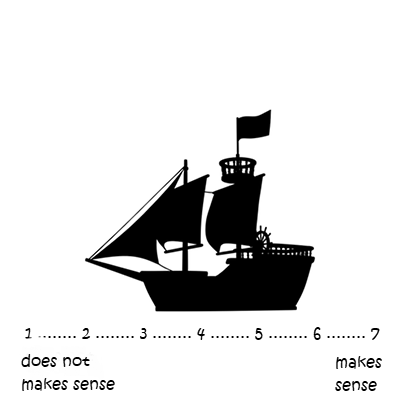 1 ........ 2 ........ 3 ........ 4 ........ 5 ........ 6 ........ 7
does not makes
makes sense sense